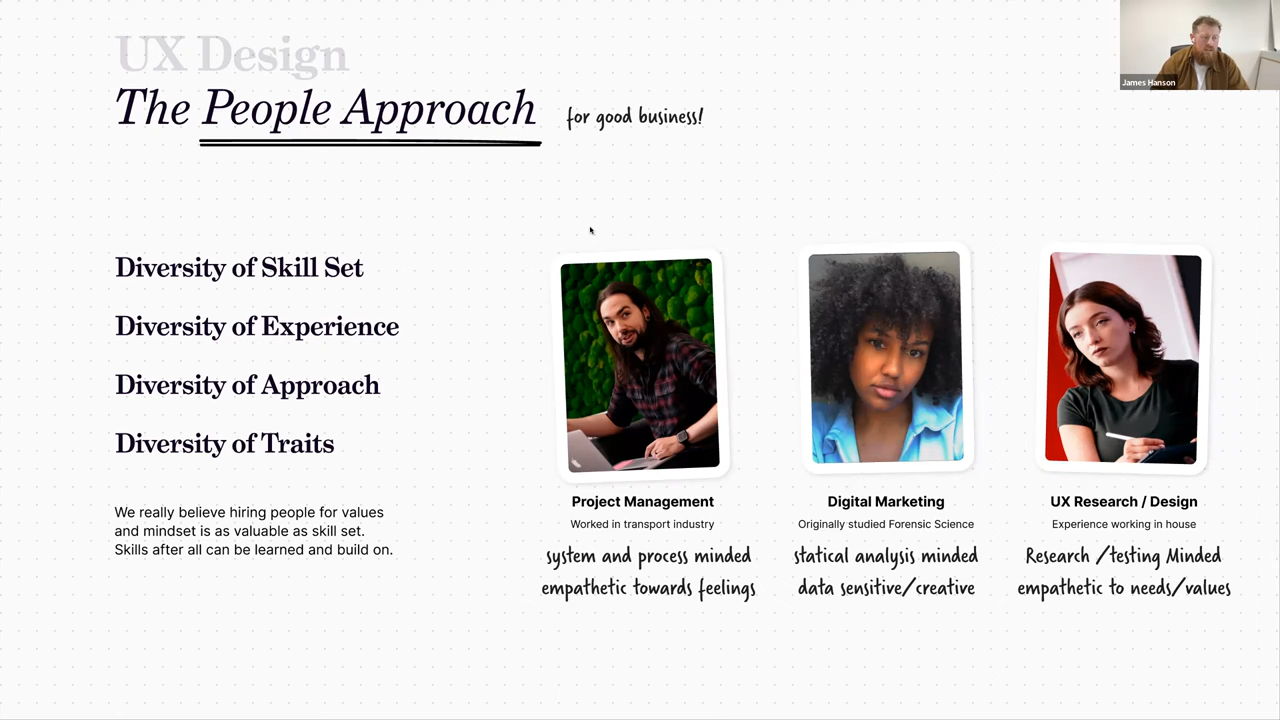 UX Design
The People Approach for good business!
James Hanson
Diversity of Skill Set
Diversity of Experience
Diversity of Approach
Diversity of Traits
We really believe hiring people for values
and mindset is as valuable as skill set.
Skills after all can be learned and build on.
Project Management
Worked in transport industry
system and process minded
empathetic towards feelings
Digital Marketing
Originally studied Forensic Science
statical analysis minded
data sensitive/creative
UX Research / Design
Experience working in house
Research /testing Minded
empathetic to needs/values